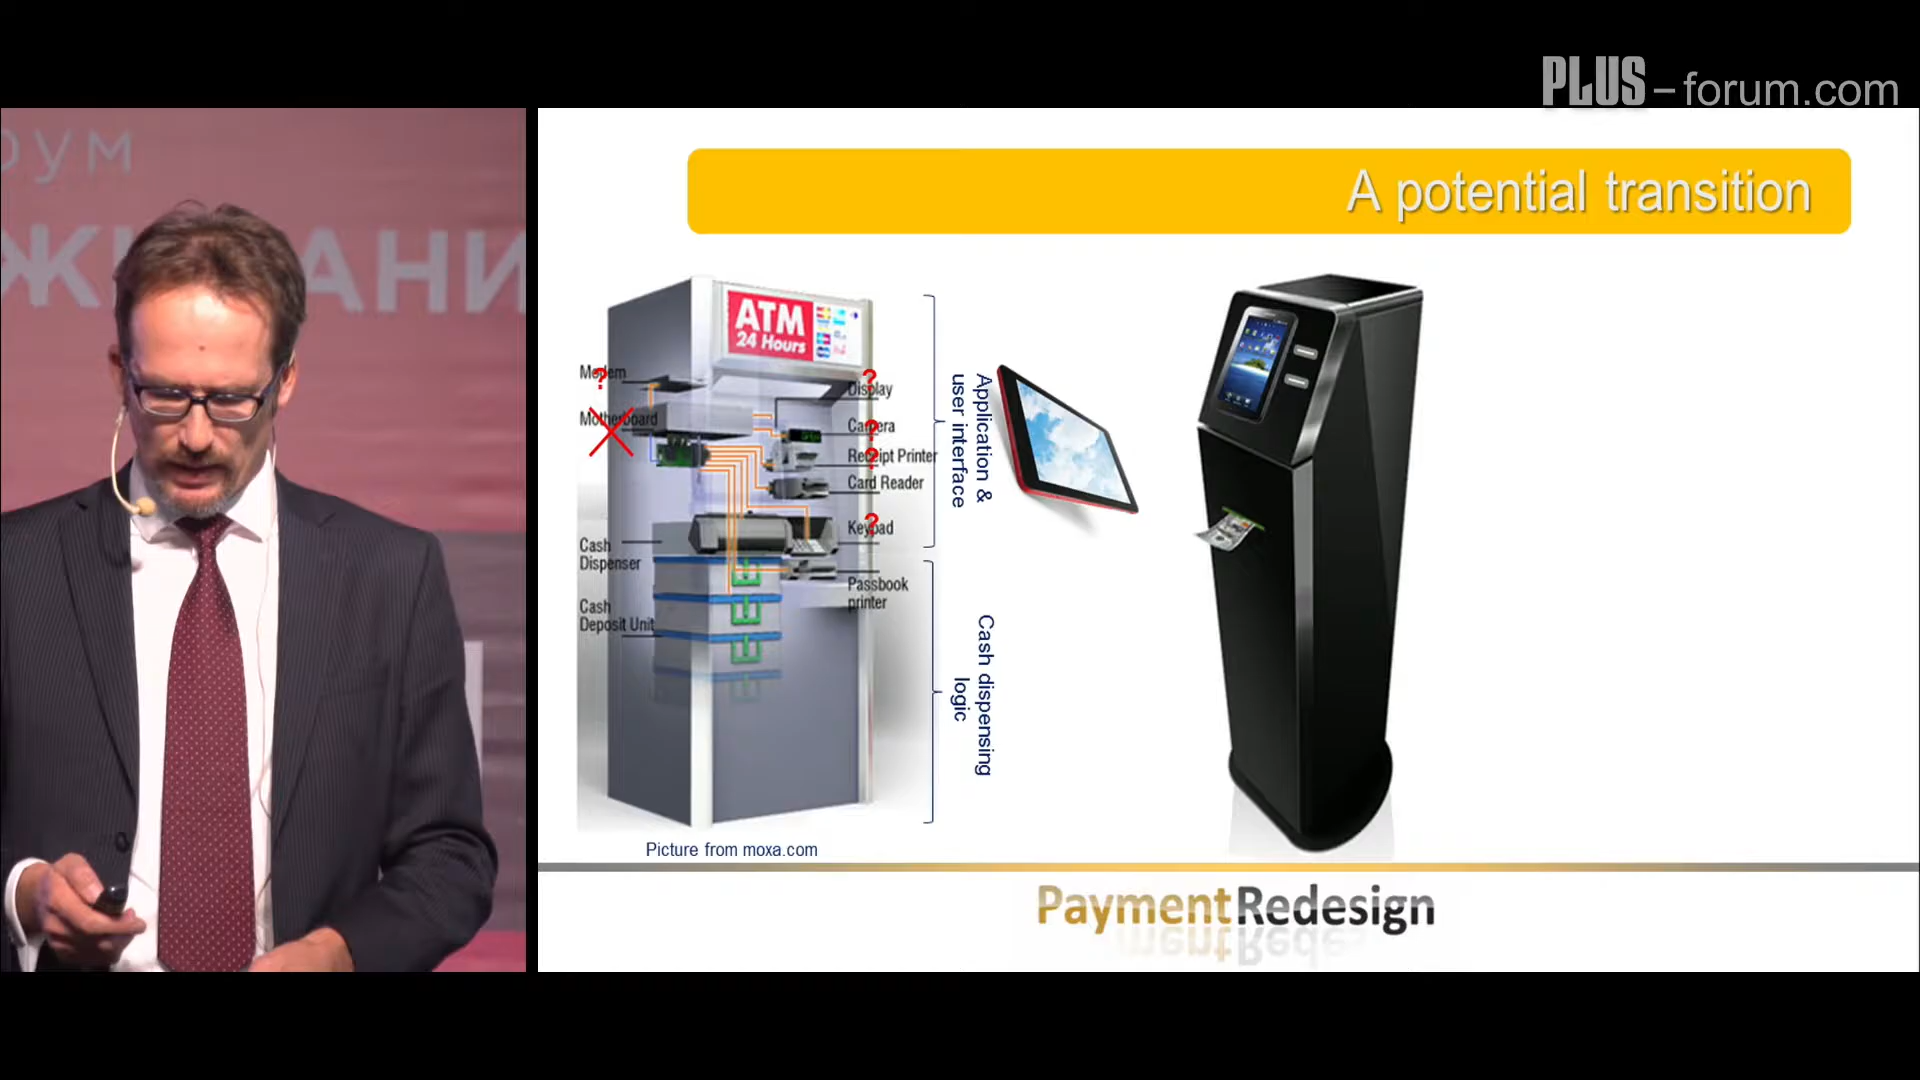 PLUS – forum.com
A potential transition
ATM
24 Hours
Modem
?
Motherboard
Cash
Dispenser
Cash
Deposit Unit
?
Display
Camera
?
Receipt Printer
?
Card Reader
Keypad
?
Passbook
printer
Application &
user interface
Cash dispensing
logic
Picture from moxa.com
PaymentRedesign